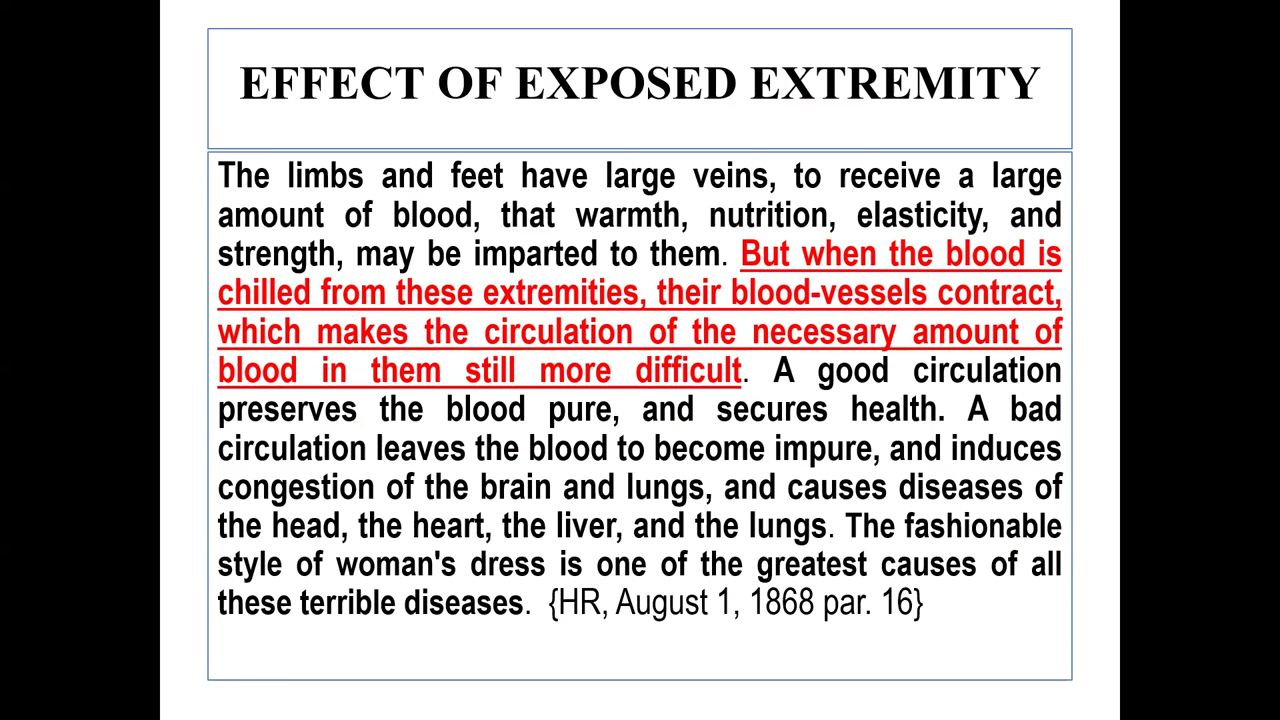 EFFECT OF EXPOSED EXTREMITY
The limbs and feet have large veins, to receive a large
amount of blood, that warmth, nutrition, elasticity, and
strength, may be imparted to them. But when the blood is
chilled from these extremities, their blood-vessels contract,
which makes the circulation of the necessary amount of
blood in them still more difficult. A good circulation
preserves the blood pure, and secures health. A bad
circulation leaves the blood to become impure, and induces
congestion of the brain and lungs, and causes diseases of
the head, the heart, the liver, and the lungs. The fashionable
style of woman's dress is one of the greatest causes of all
these terrible diseases. {HR, August 1, 1868 par. 16}